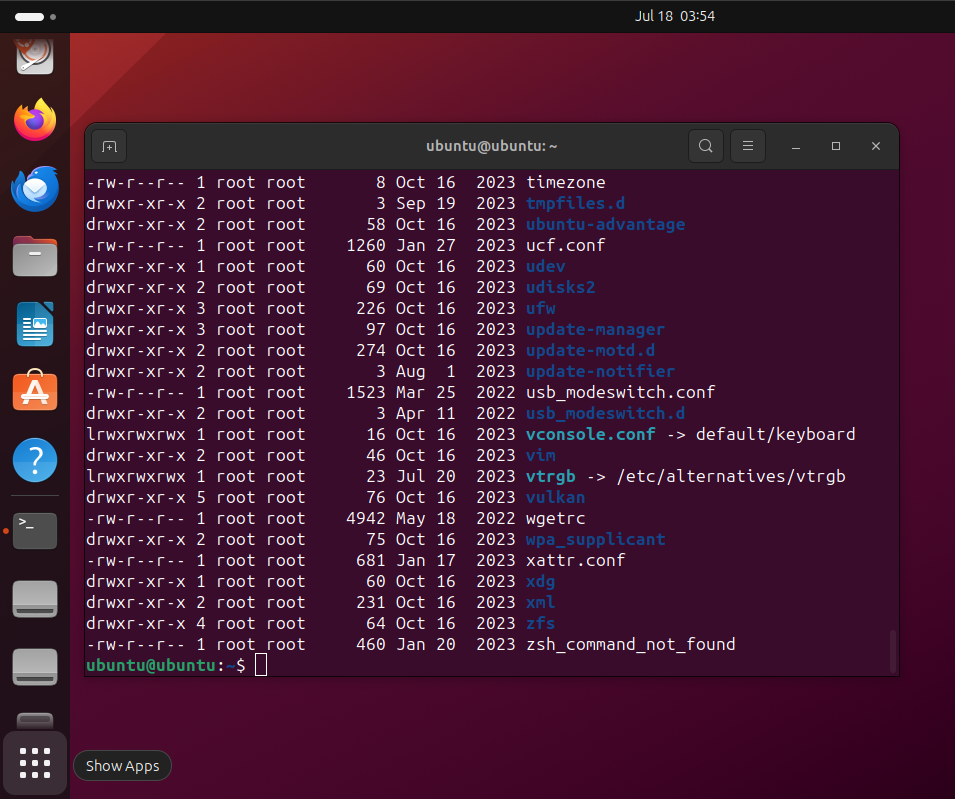 Jul 18 03:54
ubuntu@ubuntu: ~
-rw-r--r-- 1 root root 8 Oct 16 2023 timezone
drwxr-xr-x 2 root root 3 Sep 19 2023 tmpfiles.d
drwxr-xr-x 2 root root 58 Oct 16 2023 ubuntu-advantage
-rw-r--r-- 1 root root 1260 Jan 27 2023 ucf.conf
drwxr-xr-x 1 root root 60 Oct 16 2023 udev
drwxr-xr-x 2 root root 69 Oct 16 2023 udisks2
drwxr-xr-x 3 root root 226 Oct 16 2023 ufw
drwxr-xr-x 3 root root 97 Oct 16 2023 update-manager
drwxr-xr-x 2 root root 274 Oct 16 2023 update-motd.d
drwxr-xr-x 2 root root 3 Aug 1 2023 update-notifier
-rw-r--r-- 1 root root 1523 Mar 25 2022 usb_modeswitch.conf
drwxr-xr-x 2 root root 3 Apr 11 2022 usb_modeswitch.d
lrwxrwxrwx 1 root root 16 Oct 16 2023 vconsole.conf -> default/keyboard
drwxr-xr-x 2 root root 46 Oct 16 2023 vim
lrwxrwxrwx 1 root root 23 Jul 20 2023 vtrgb -> /etc/alternatives/vtrgb
drwxr-xr-x 5 root root 76 Oct 16 2023 vulkan
-rw-r--r-- 1 root root 4942 May 18 2022 wgetrc
drwxr-xr-x 2 root root 75 Oct 16 2023 wpa_supplicant
-rw-r--r-- 1 root root 681 Jan 17 2023 xattr.conf
drwxr-xr-x 1 root root 60 Oct 16 2023 xdg
drwxr-xr-x 2 root root 231 Oct 16 2023 xml
drwxr-xr-x 4 root root 64 Oct 16 2023 zfs
-rw-r--r-- 1 root root 460 Jan 20 2023 zsh_command_not_found
ubuntu@ubuntu:~$
Show Apps